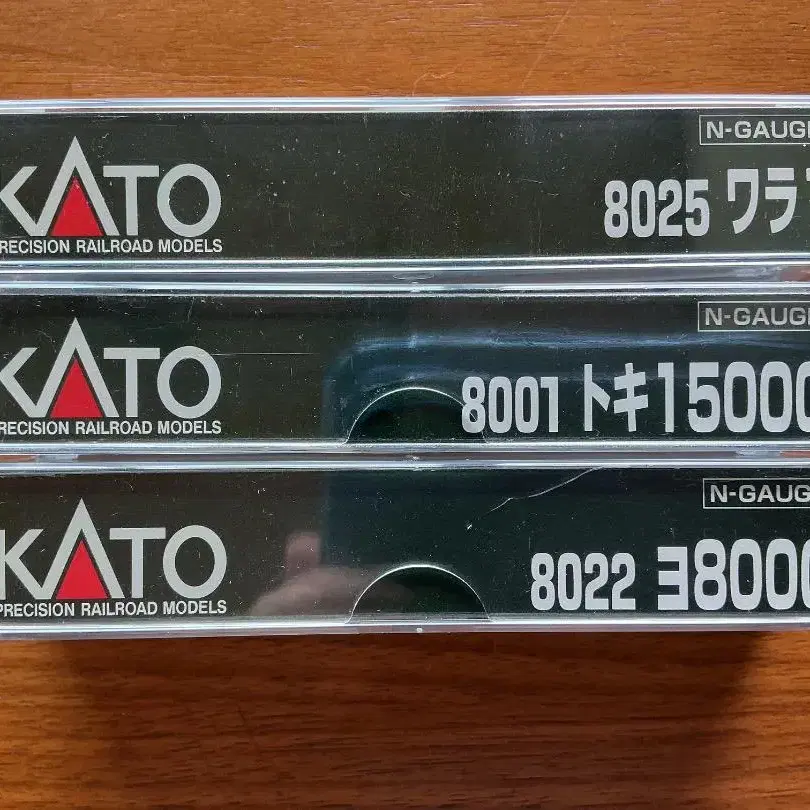 N-GAUGE
KATO
8025 ワラ1
PRECISION RAILROAD MODELS
N-GAUGE
KATO
8001 トキ15000
PRECISION RAILROAD MODELS
N-GAUGE
KATO
8022 ヨ8000
PRECISION RAILROAD MODELS